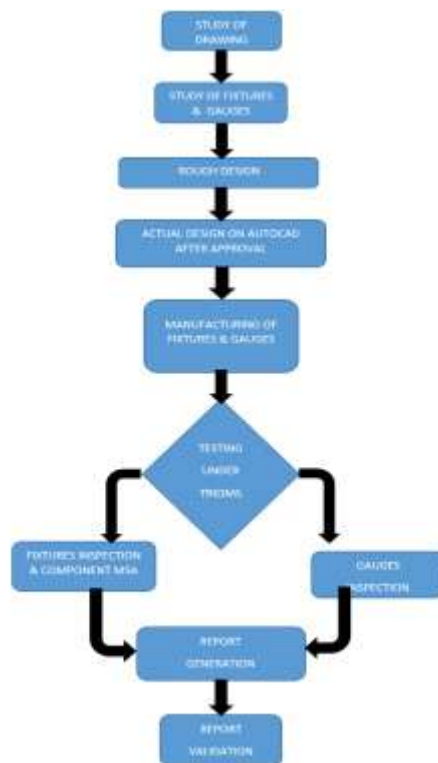 STUDY OF
DRAWING
STUDY OF FIXTURES
& GAUGES
ROUGH DESIGN
ACTUAL DESIGN ON AUTOCAD
AFTER APPROVAL
MANUFACTURING OF
FIXTURES & GAUGES
TESTING
UNDER
FIXTURES INSPECTION
& COMPONENT MSA
GAUGES
INSPECTION
REPORT
GENERATION
REPORT
VALIDATION